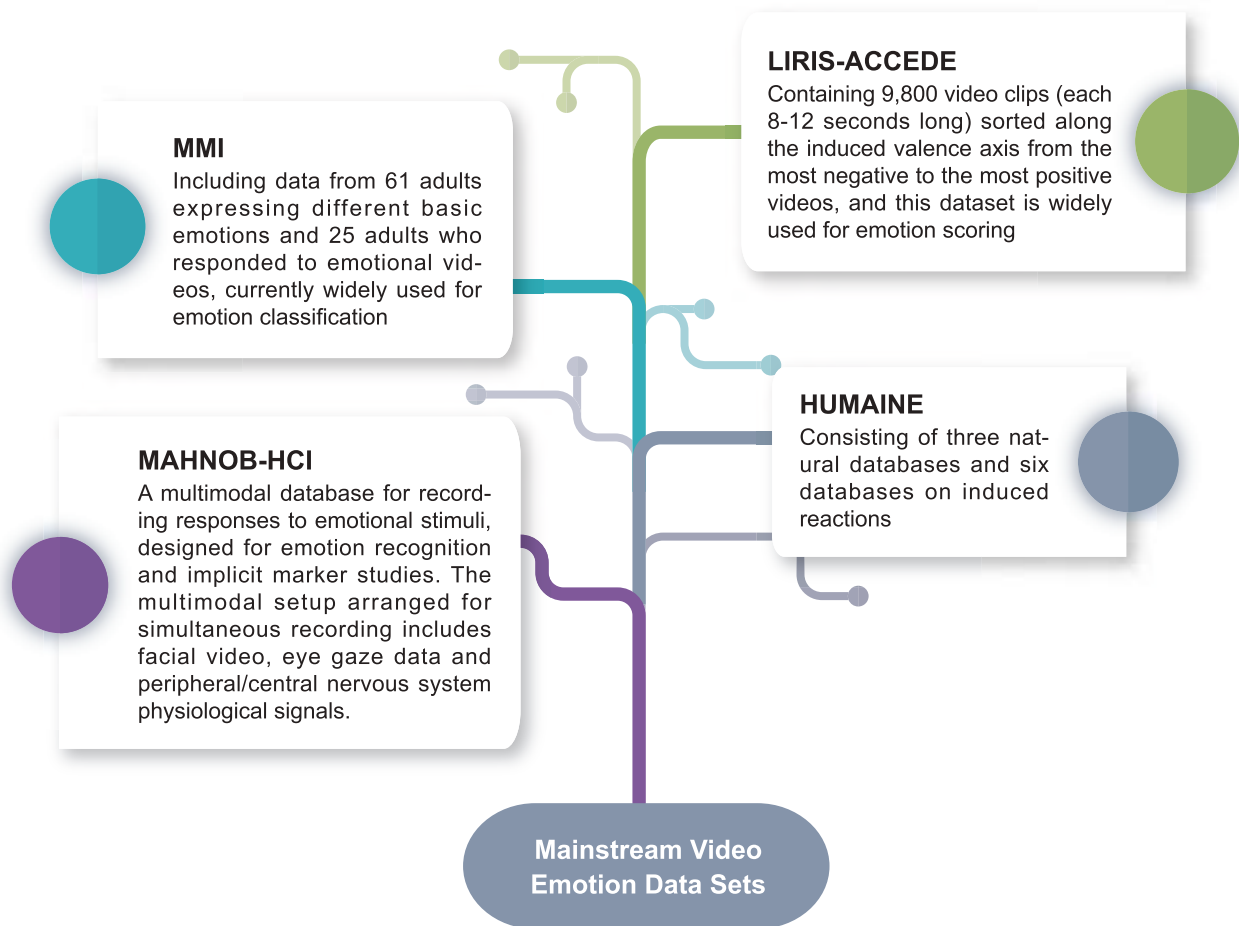 LIRIS-ACCEDE
Containing 9,800 video clips (each
8-12 seconds long) sorted along
the induced valence axis from the
most negative to the most positive
videos, and this dataset is widely
used for emotion scoring
MMI
Including data from 61 adults
expressing different basic
emotions and 25 adults who
responded to emotional vid-
eos, currently widely used for
emotion classification
HUMAINE
Consisting of three nat-
ural databases and six
databases on induced
reactions
MAHNOB-HCI
A multimodal database for record-
ing responses to emotional stimuli,
designed for emotion recognition
and implicit marker studies. The
multimodal setup arranged for
simultaneous recording includes
facial video, eye gaze data and
peripheral/central nervous system
physiological signals.
Mainstream Video
Emotion Data Sets